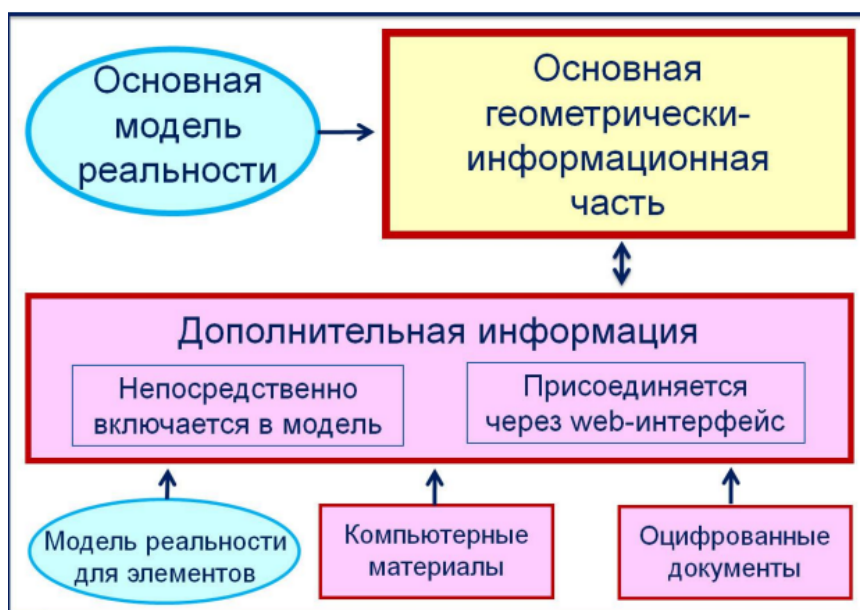 Основная
модель
реальности
Основная
геометрически-
информационная
часть
Дополнительная информация
Непосредственно
включается в модель
Присоединяется
через web-интерфейс
Модель реальности
для элементов
Компьютерные
материалы
Оцифрованные
документы